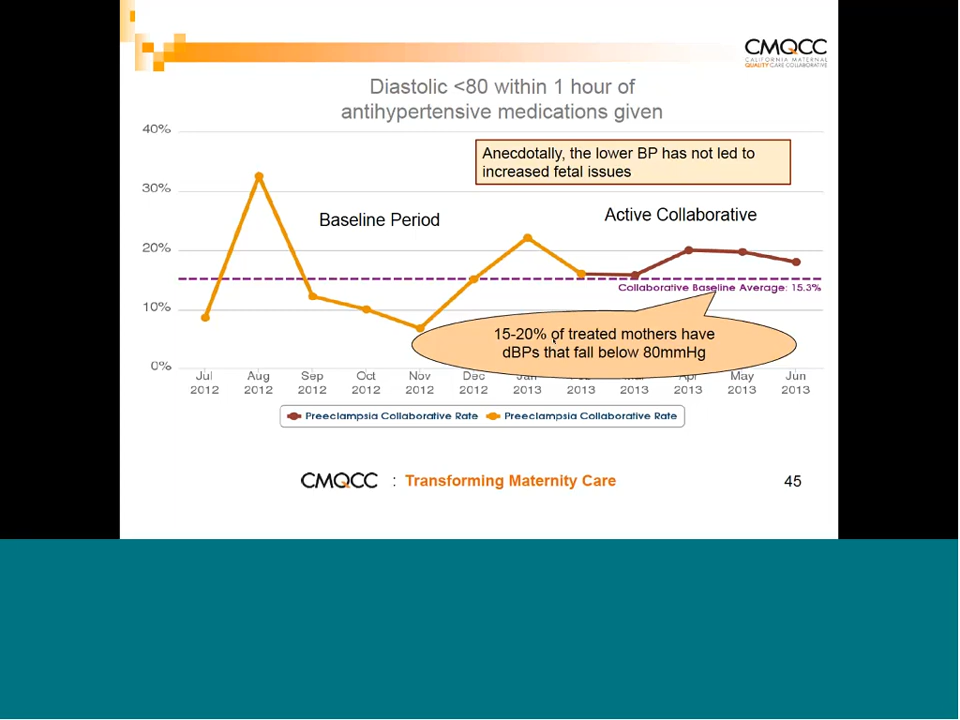 CMQCC
CALIFORNIA MATERNAL
QUALITY CARE COLLABORATIVE
Diastolic <80 within 1 hour of
antihypertensive medications given
40%
Anecdotally, the lower BP has not led to
increased fetal issues
30%
Baseline Period
Active Collaborative
20%
Collaborative Baseline Average: 15.3%
10%
15-20% of treated mothers have
dBPs that fall below 80mmHg
0%
Jul Aug Sep Oct Nov Dec Apr May Jun
2012 2012 2012 2012 2012 2012 2013 2013 2013 2013 2013 2013
Preeclampsia Collaborative Rate Preeclampsia Collaborative Rate
CMQCC : Transforming Maternity Care
45